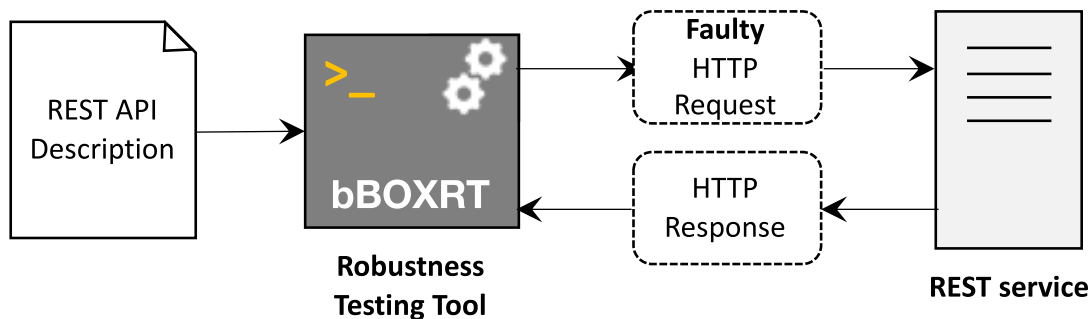 REST API
Description
>_
bBOXRT
Robustness
Testing Tool
Faulty
HTTP
Request
HTTP
Response
REST service